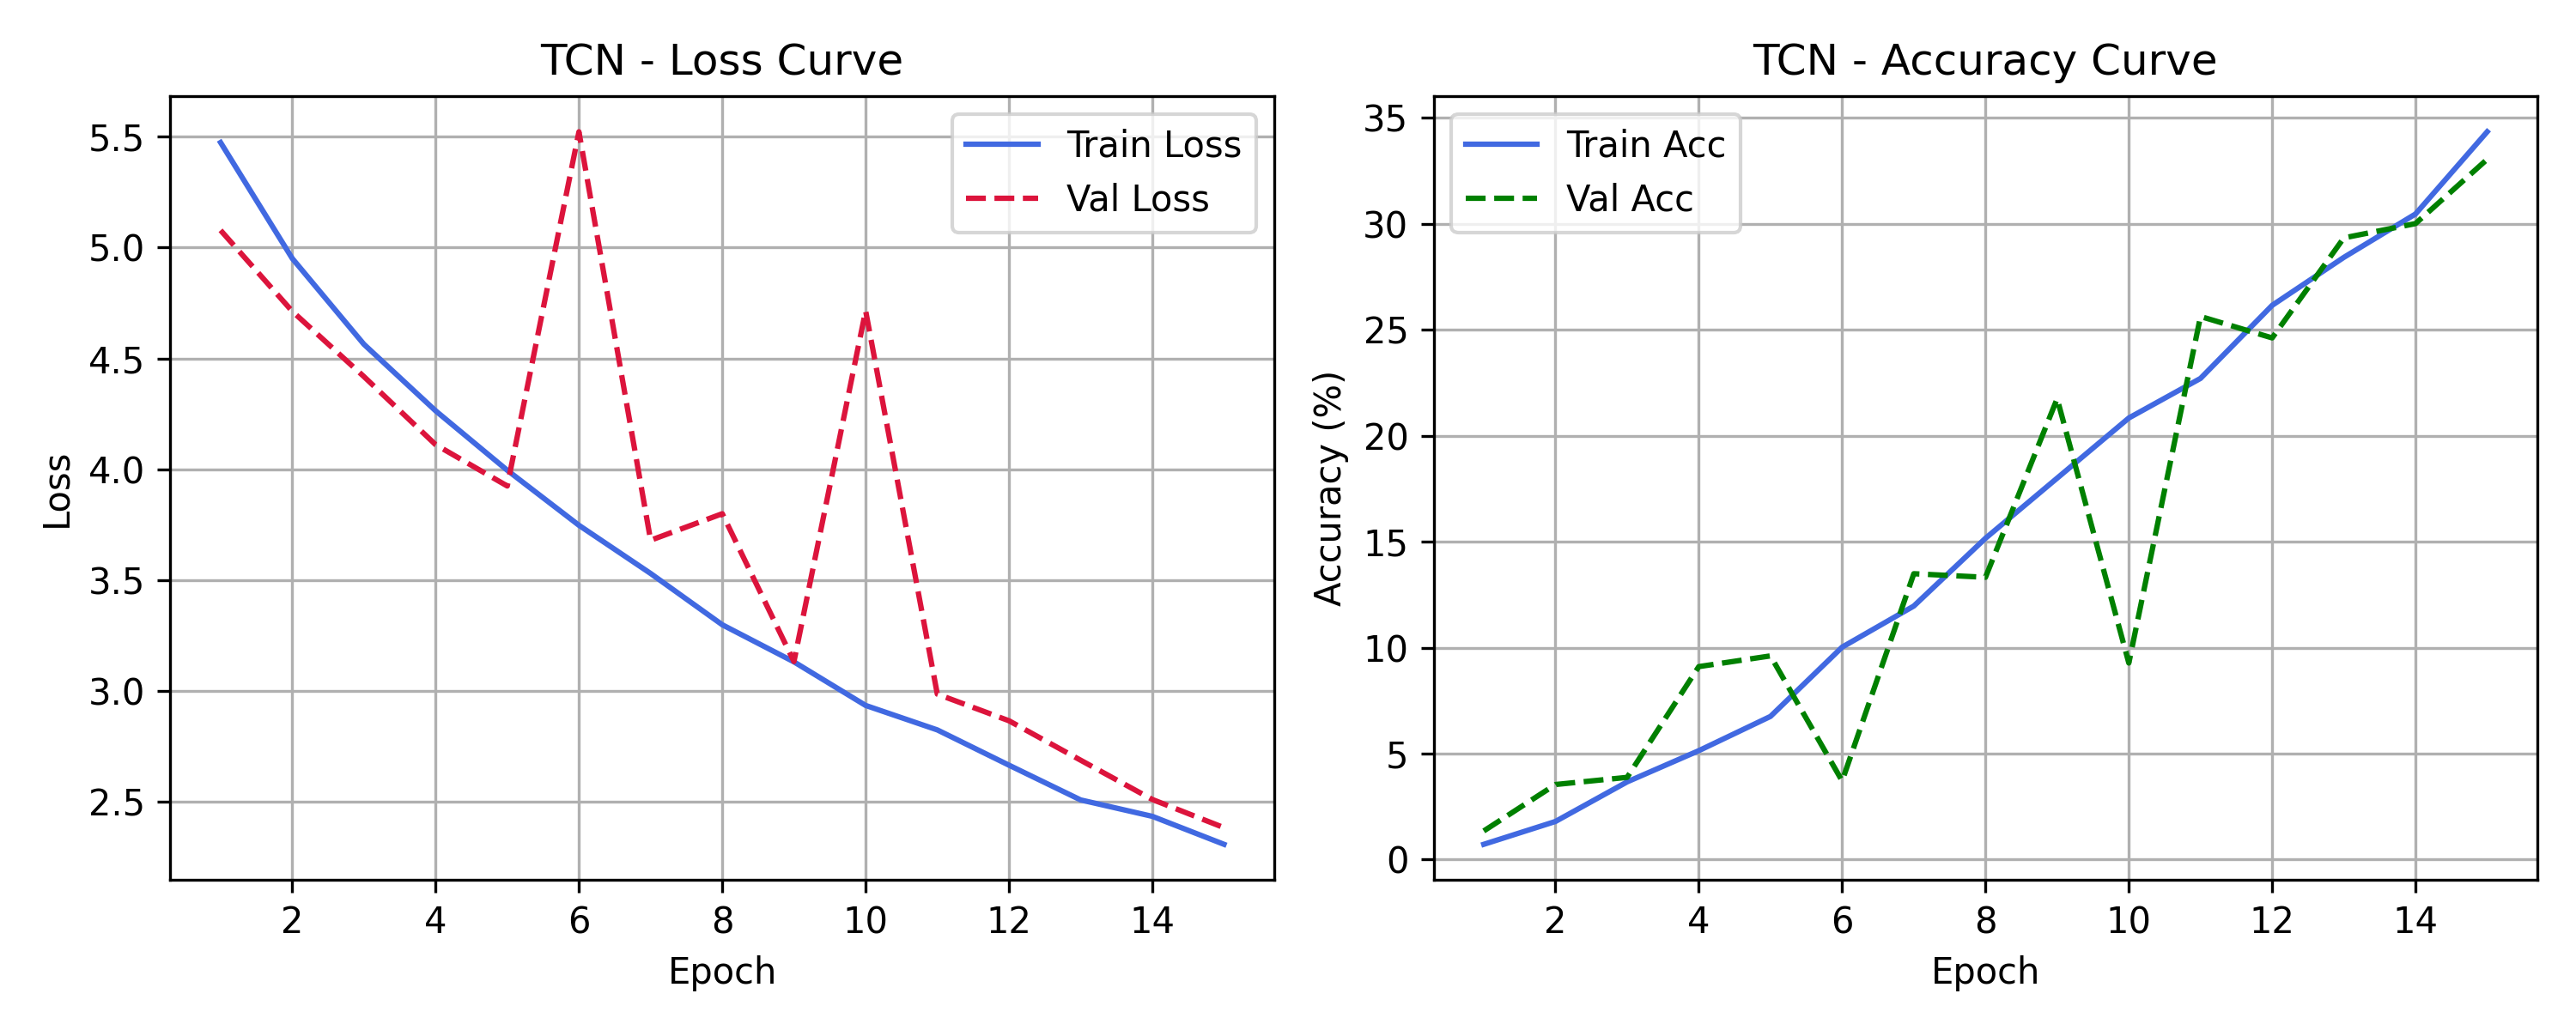 TCN - Loss Curve
5.5
5.0
4.5
4.0
3.5
3.0
2.5
Loss
Train Loss
Val Loss
2 4 6 8 10 12 14
Epoch
TCN - Accuracy Curve
35
30
25
20
15
10
5
0
Accuracy (%)
Train Acc
Val Acc
2 4 6 8 10 12 14
Epoch